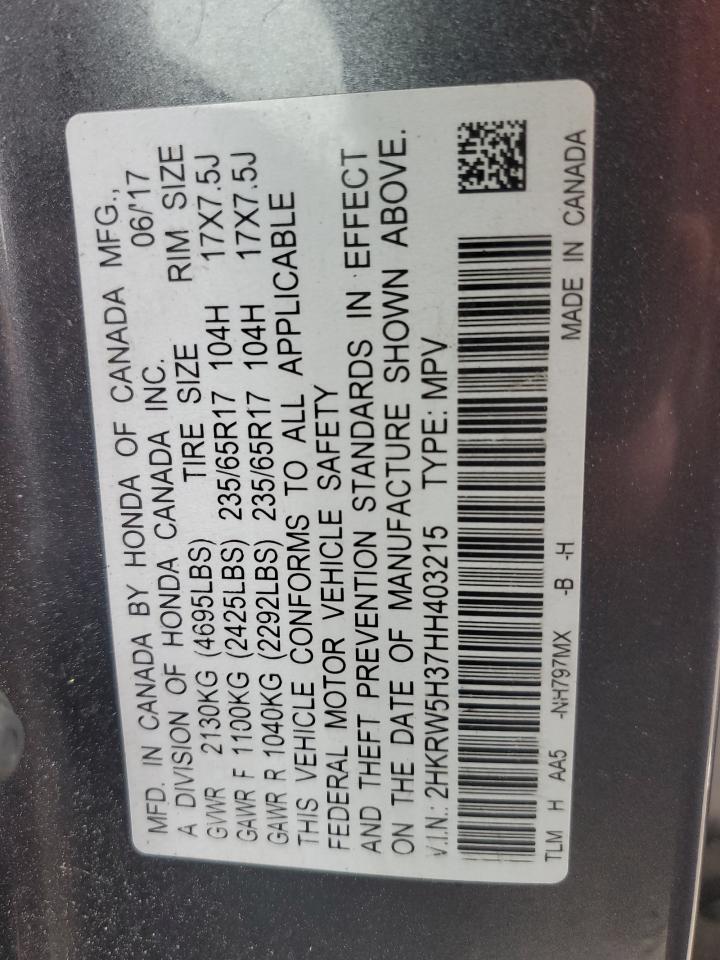 MFD. IN CANADA BY HONDA OF CANADA MFG.,
A DIVISION OF HONDA CANADA INC. 06/'17
GVWR 2130KG (4695LBS) TIRE SIZE RIM SIZE
GAWR F 1100KG (2425LBS) 235/65R17 104H 17X7.5J
GAWR R 1040KG (2292LBS) 235/65R17 104H 17X7.5J
THIS VEHICLE CONFORMS TO ALL APPLICABLE
FEDERAL MOTOR VEHICLE SAFETY
AND THEFT PREVENTION STANDARDS IN EFFECT
ON THE DATE OF MANUFACTURE SHOWN ABOVE.
V.I.N.: 2HKRW5H37HH403215 TYPE: MPV
TLM H AA5 -NH797MX -B -H MADE IN CANADA